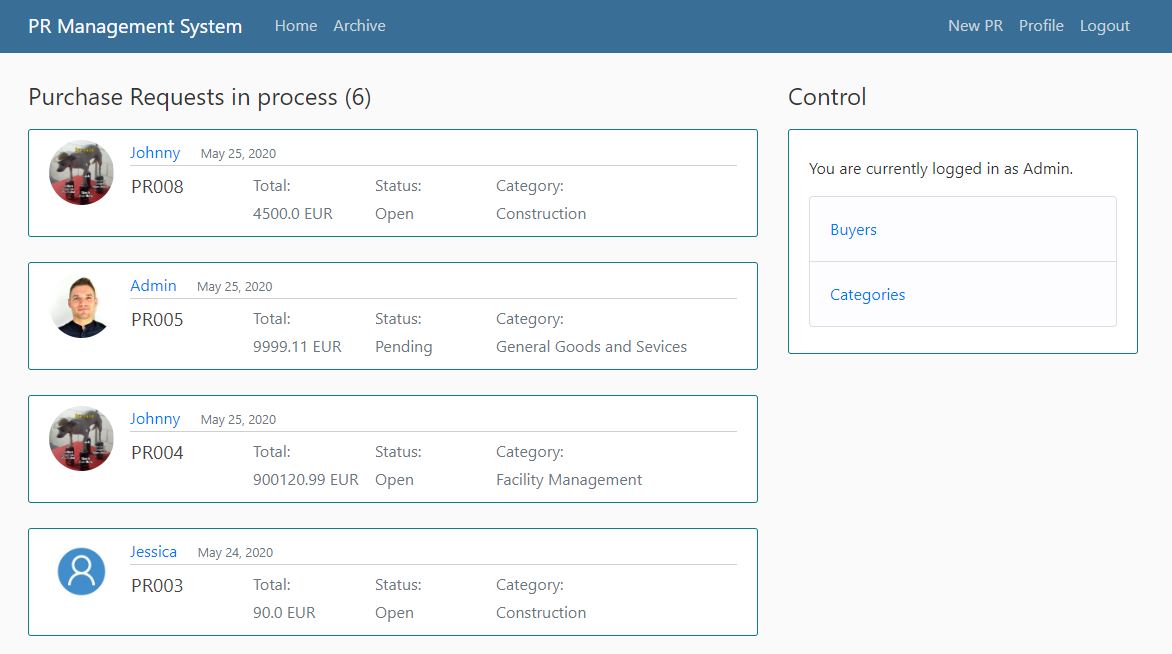 PR Management System Home Archive New PR Profile Logout
Purchase Requests in process (6)
Johnny May 25, 2020
PR008 Total: Status: Category:
4500.0 EUR Open Construction
Admin May 25, 2020
PR005 Total: Status: Category:
9999.11 EUR Pending General Goods and Sevices
Johnny May 25, 2020
PR004 Total: Status: Category:
900120.99 EUR Open Facility Management
Jessica May 24, 2020
PR003 Total: Status: Category:
90.0 EUR Open Construction
Control
You are currently logged in as Admin.
Buyers
Categories